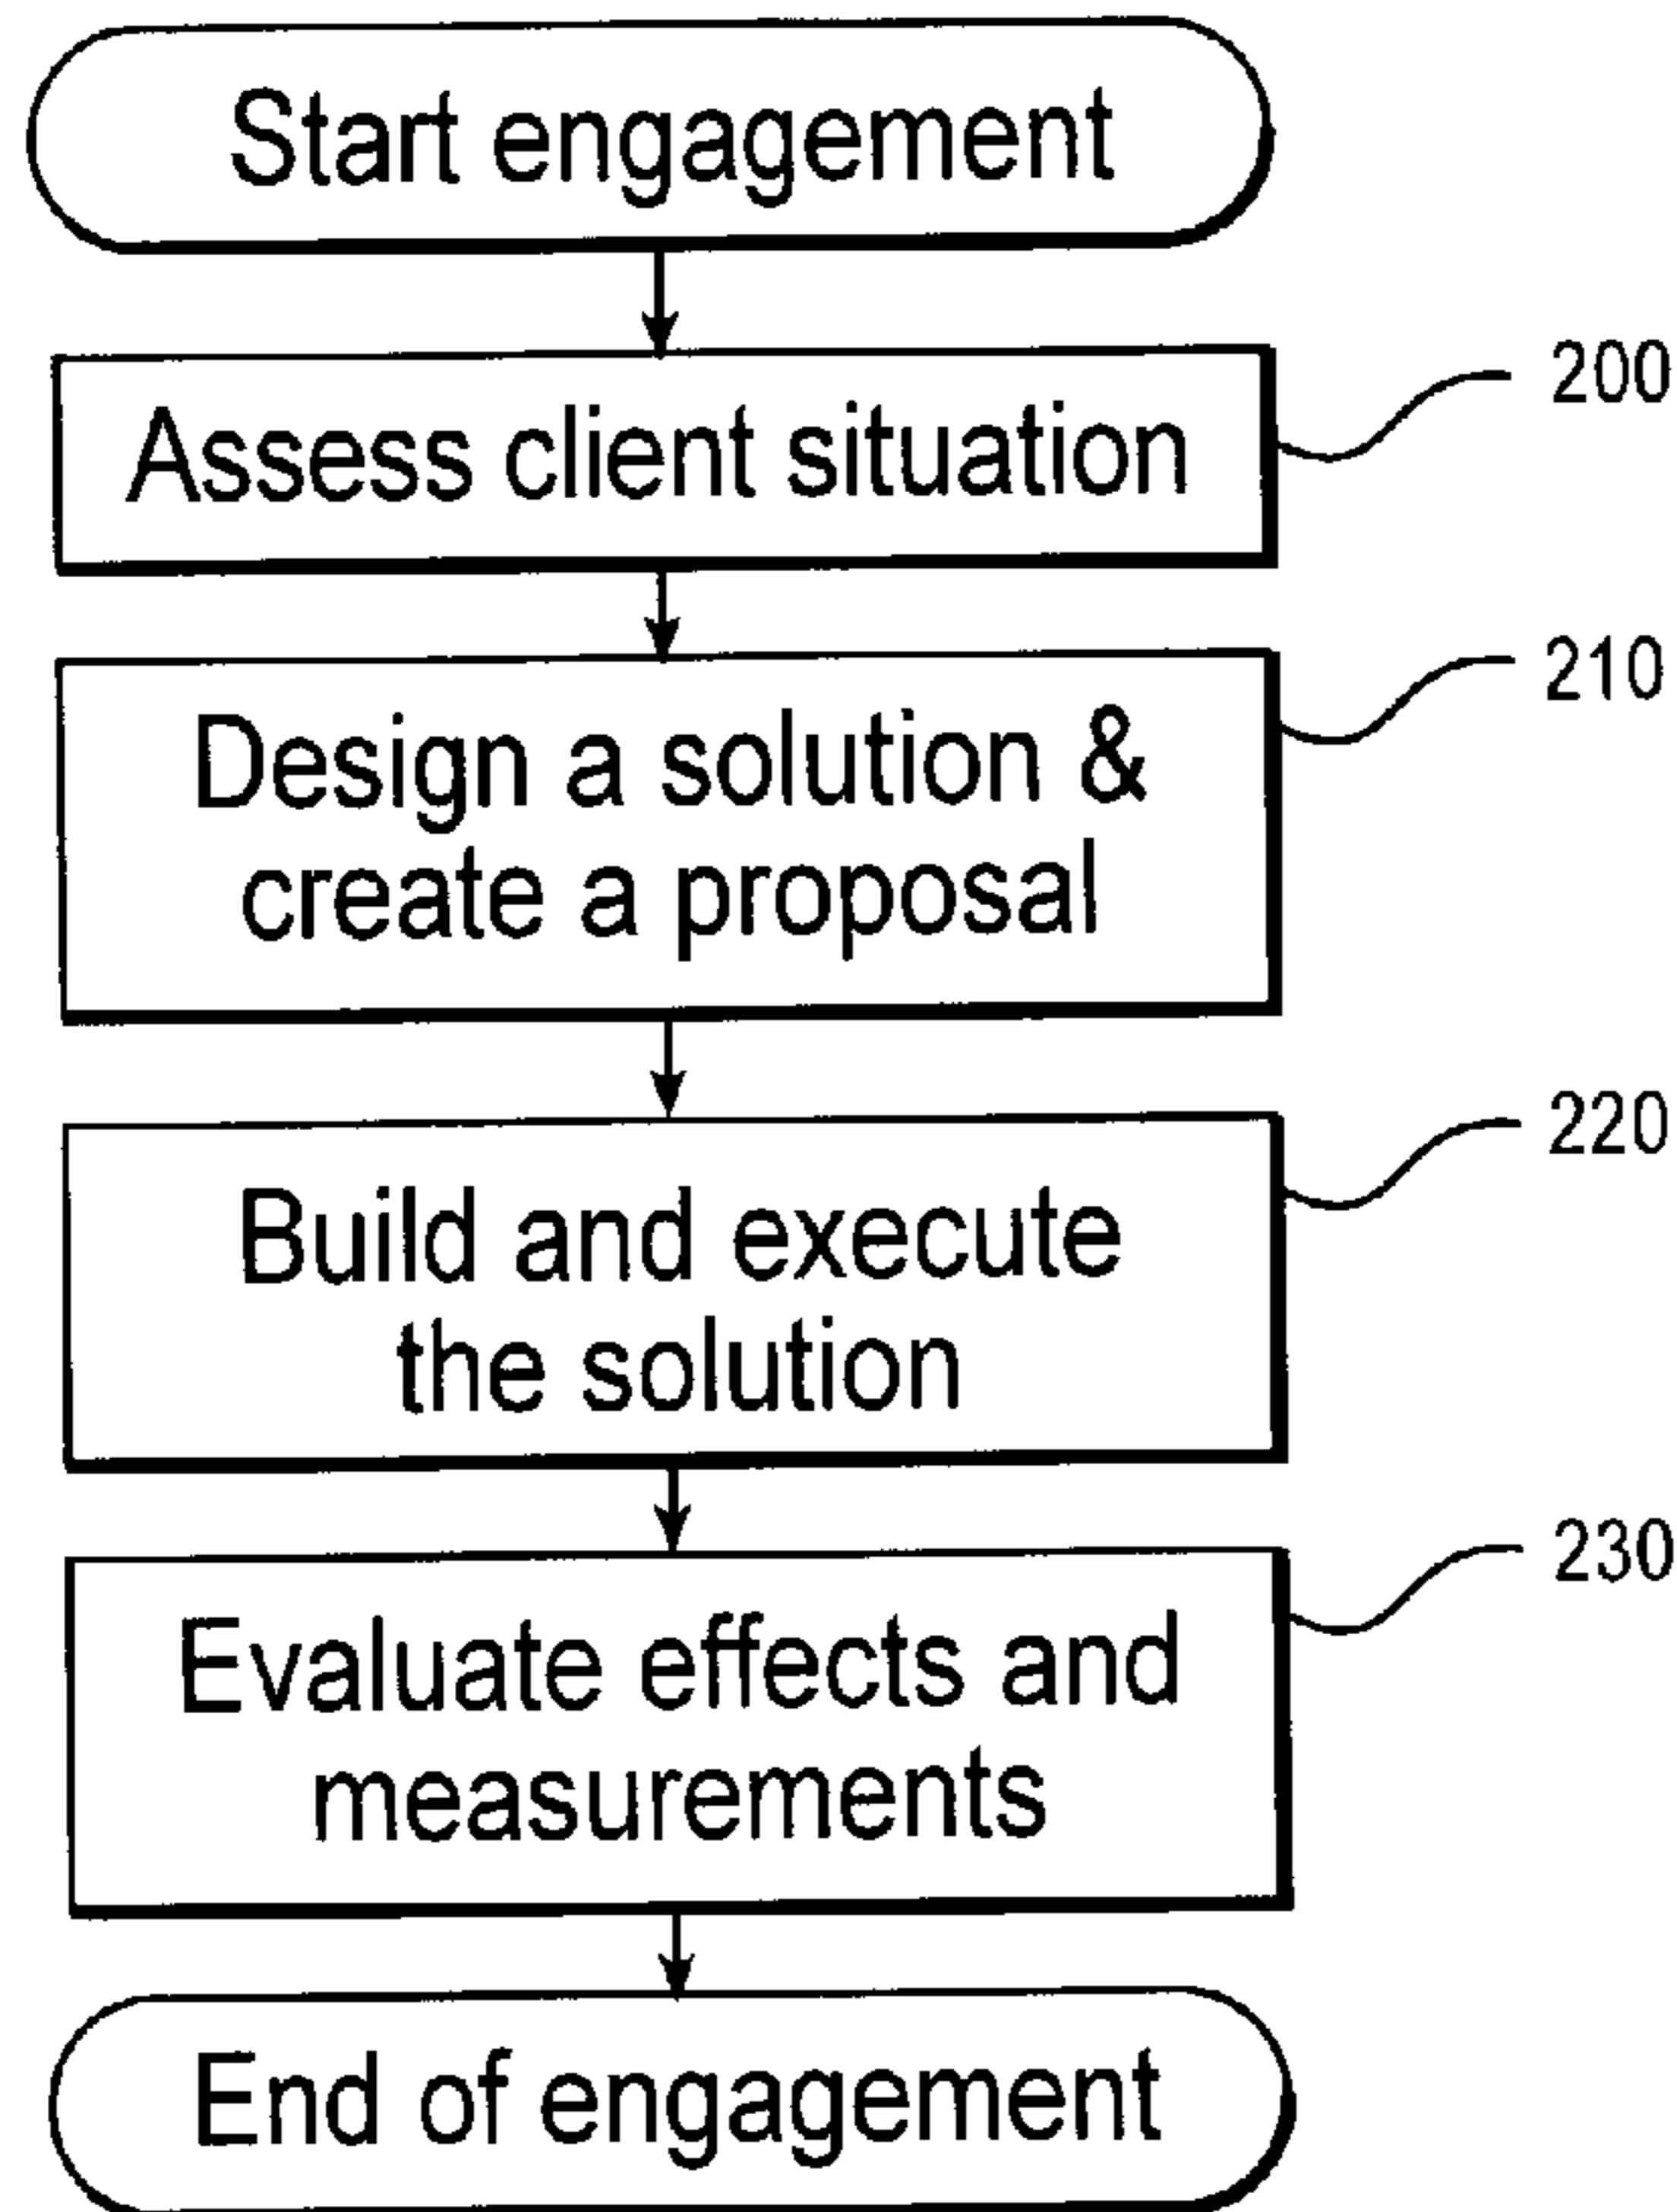 Start engagement
Assess client situation
200
Design a solution &
create a proposal
210
Build and execute
the solution
220
Evaluate effects and
measurements
230
End of engagement